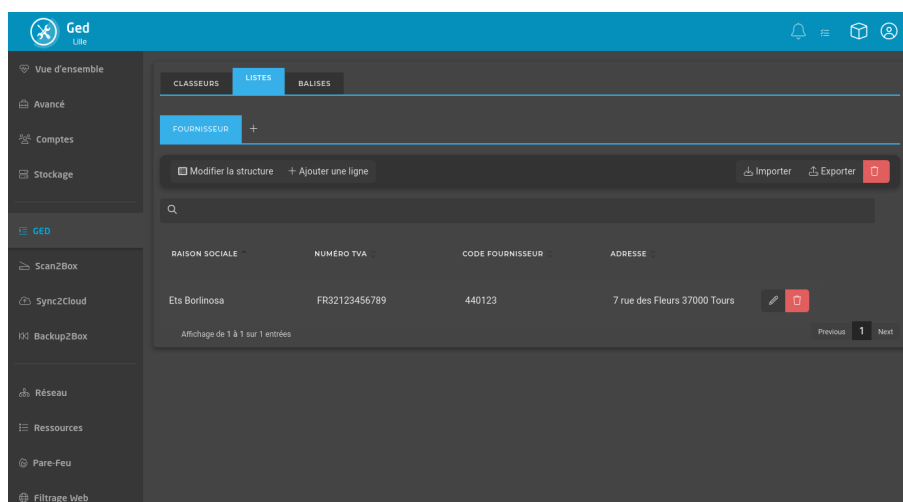 Ged
Lille
Vue d'ensemble
Avancé
Comptes
Stockage
GED
Scan2Box
Sync2Cloud
Backup2Box
Réseau
Ressources
Pare-Feu
Filtrage Web
CLASSEURS LISTES BALISES
FOURNISSEUR +
Modifier la structure + Ajouter une ligne Importer Exporter
RAISON SOCIALE NUMÉRO TVA CODE FOURNISSEUR ADRESSE
Ets Borlinosa FR32123456789 440123 7 rue des Fleurs 37000 Tours
Affichage de 1 à 1 sur 1 entrées Previous 1 Next